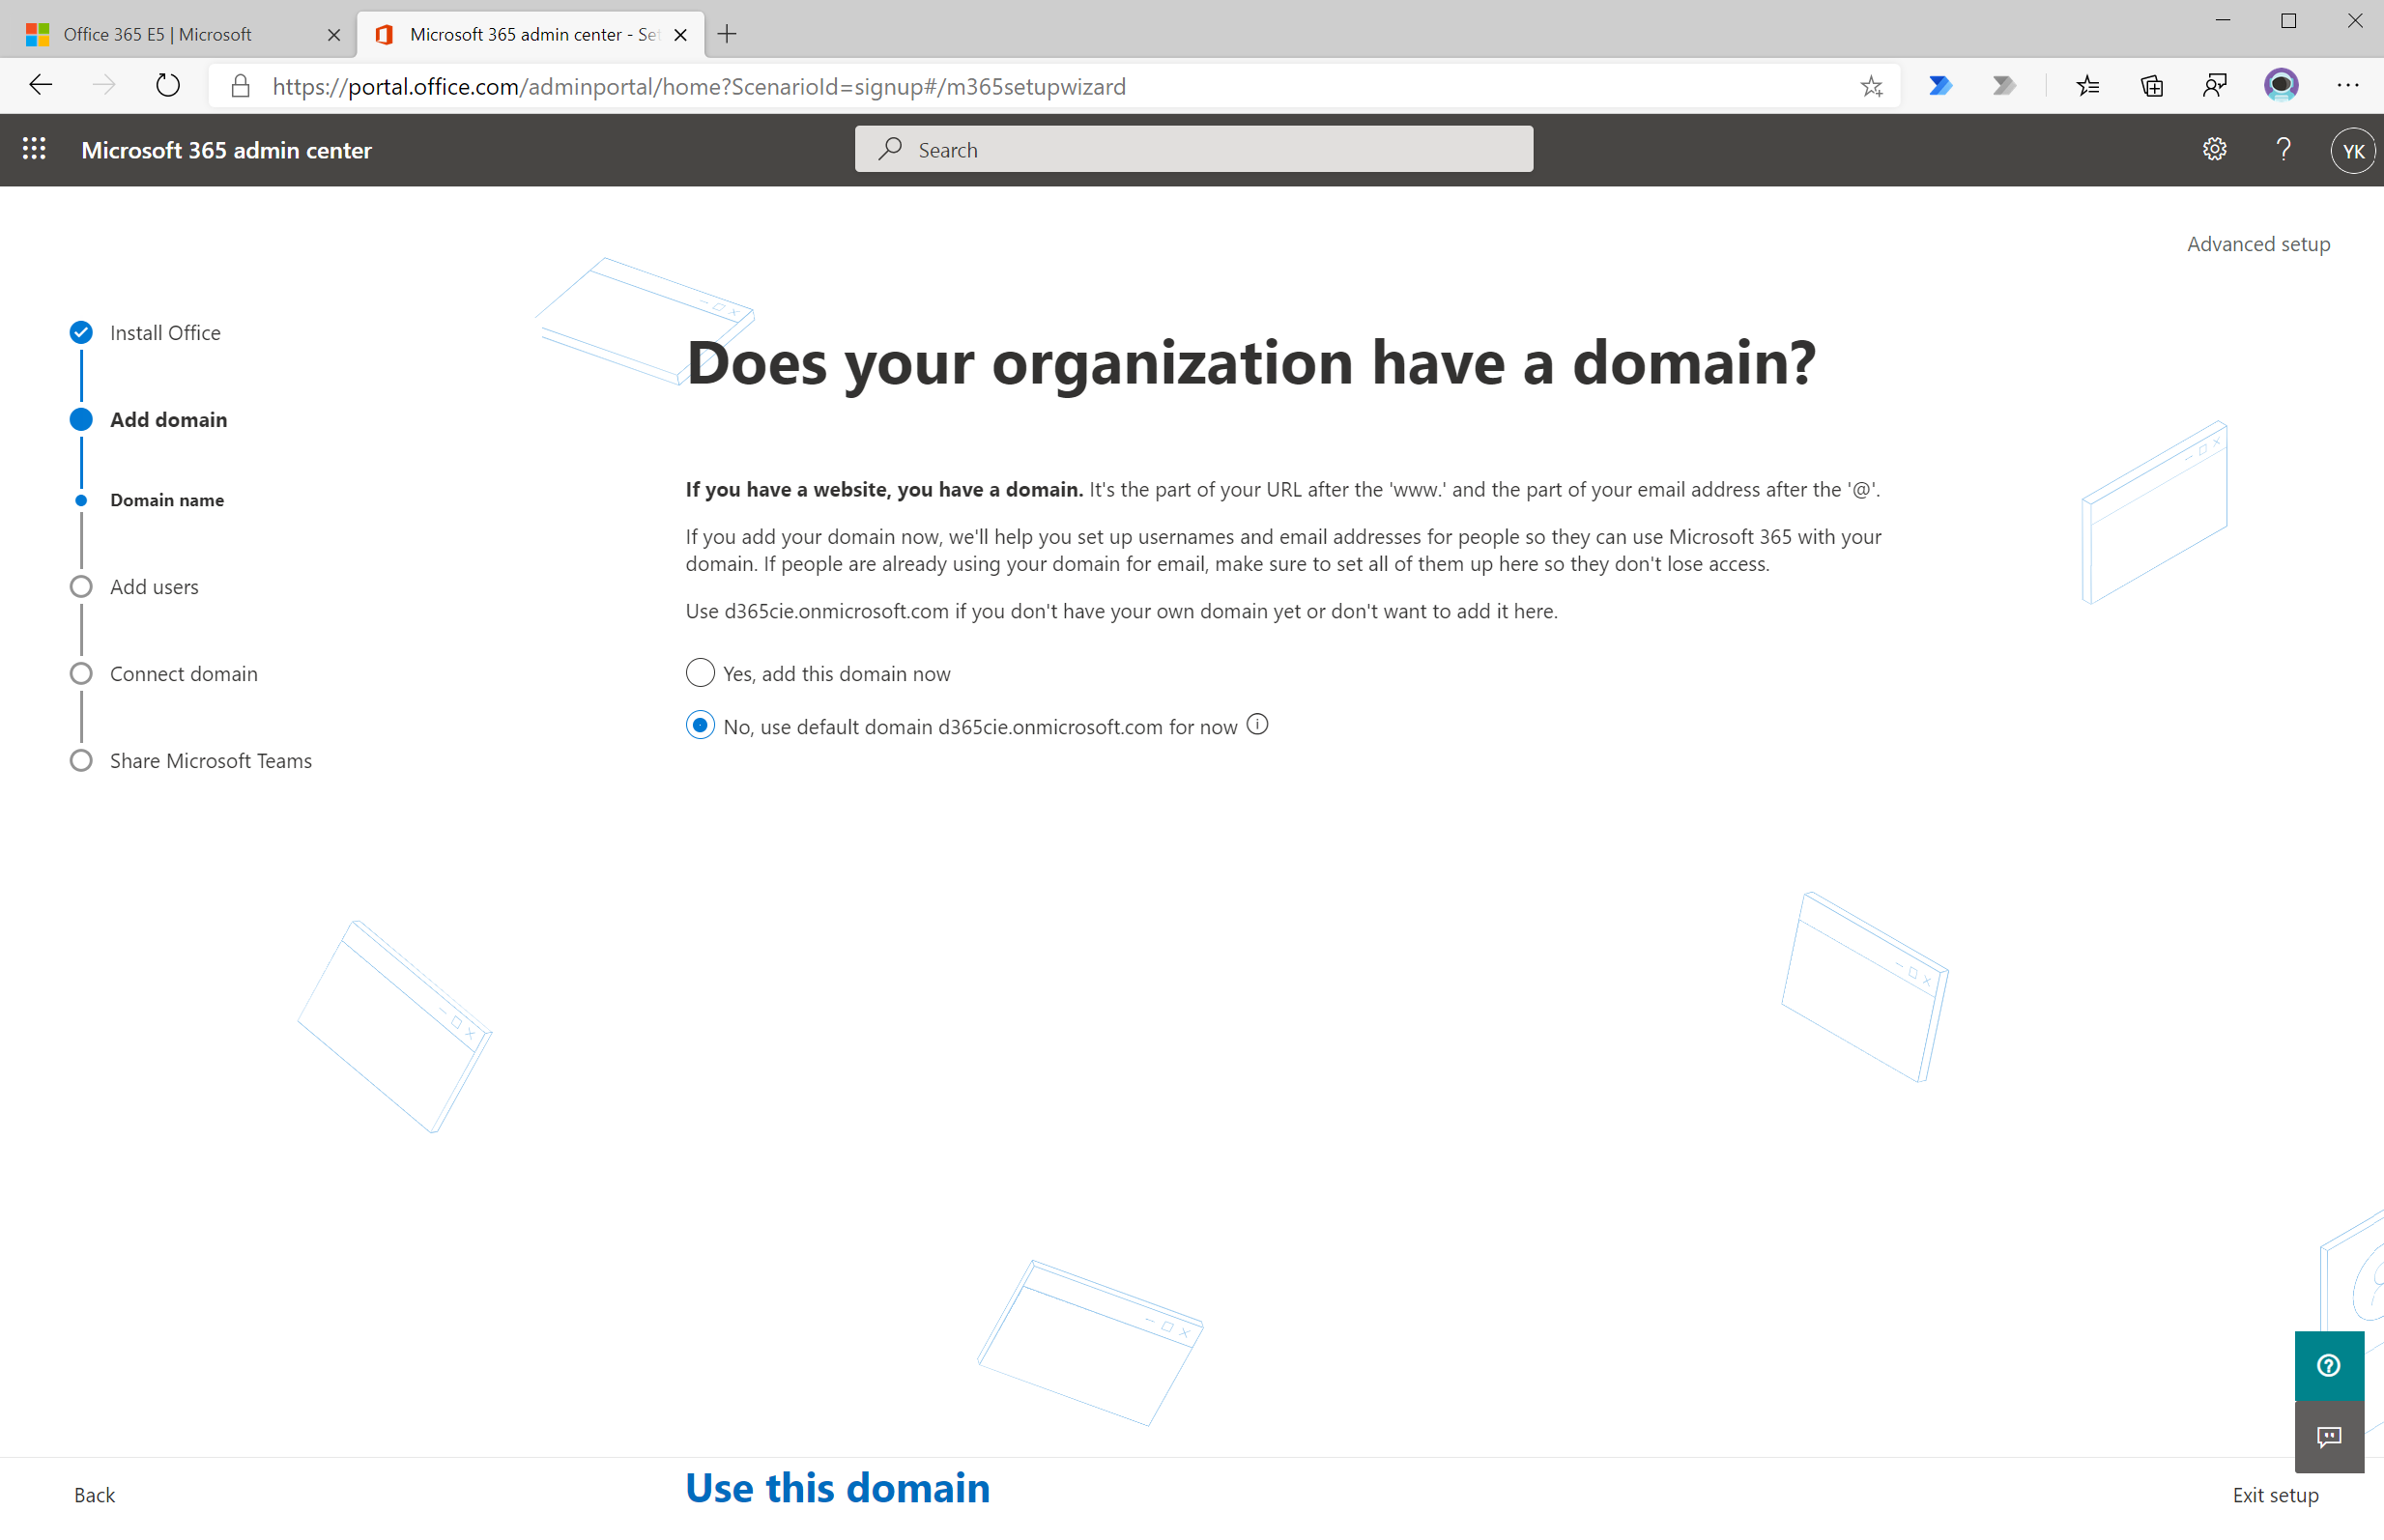 Office 365 E5 | Microsoft
Microsoft 365 admin center - Set
https://portal.office.com/adminportal/home?ScenarioId=signup#/m365setupwizard
Microsoft 365 admin center
Search
YK
Advanced setup
Install Office
Add domain
Domain name
Add users
Connect domain
Share Microsoft Teams
Does your organization have a domain?
If you have a website, you have a domain. It's the part of your URL after the 'www.' and the part of your email address after the '@'.
If you add your domain now, we'll help you set up usernames and email addresses for people so they can use Microsoft 365 with your
domain. If people are already using your domain for email, make sure to set all of them up here so they don't lose access.
Use d365cie.onmicrosoft.com if you don't have your own domain yet or don't want to add it here.
Yes, add this domain now
No, use default domain d365cie.onmicrosoft.com for now
Back
Use this domain
Exit setup